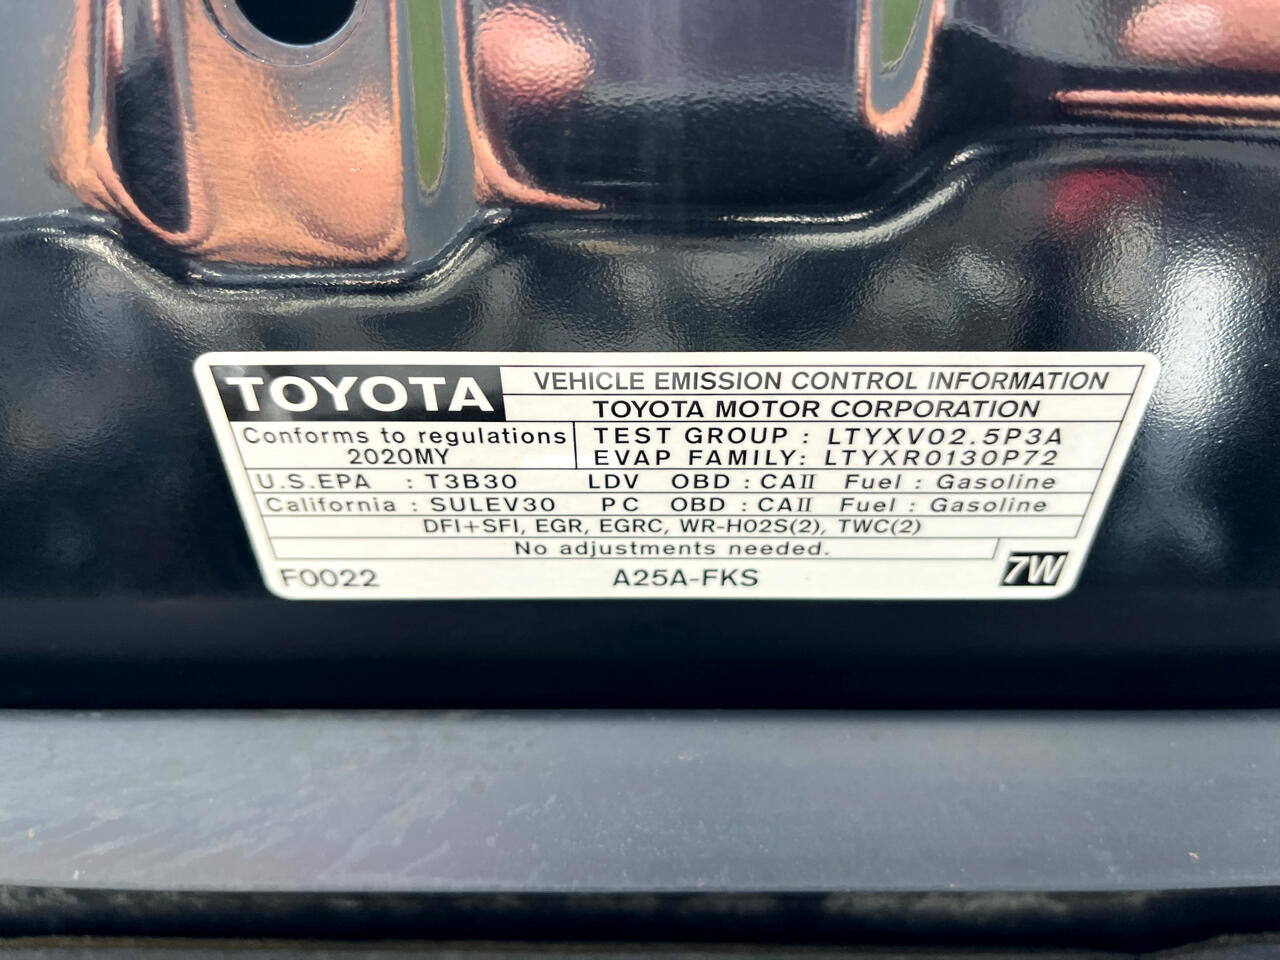 TOYOTA
VEHICLE EMISSION CONTROL INFORMATION
TOYOTA MOTOR CORPORATION
Conforms to regulations
2020MY
TEST GROUP : LTYXV02.5P3A
EVAP FAMILY: LTYXR0130P72
U.S.EPA : T3B30 LDV OBD : CAII Fuel : Gasoline
California : SULEV30 PC OBD : CAII Fuel : Gasoline
DFI+SFI, EGR, EGRC, WR-HO2S(2), TWC(2)
No adjustments needed.
F0022 A25A-FKS 7W